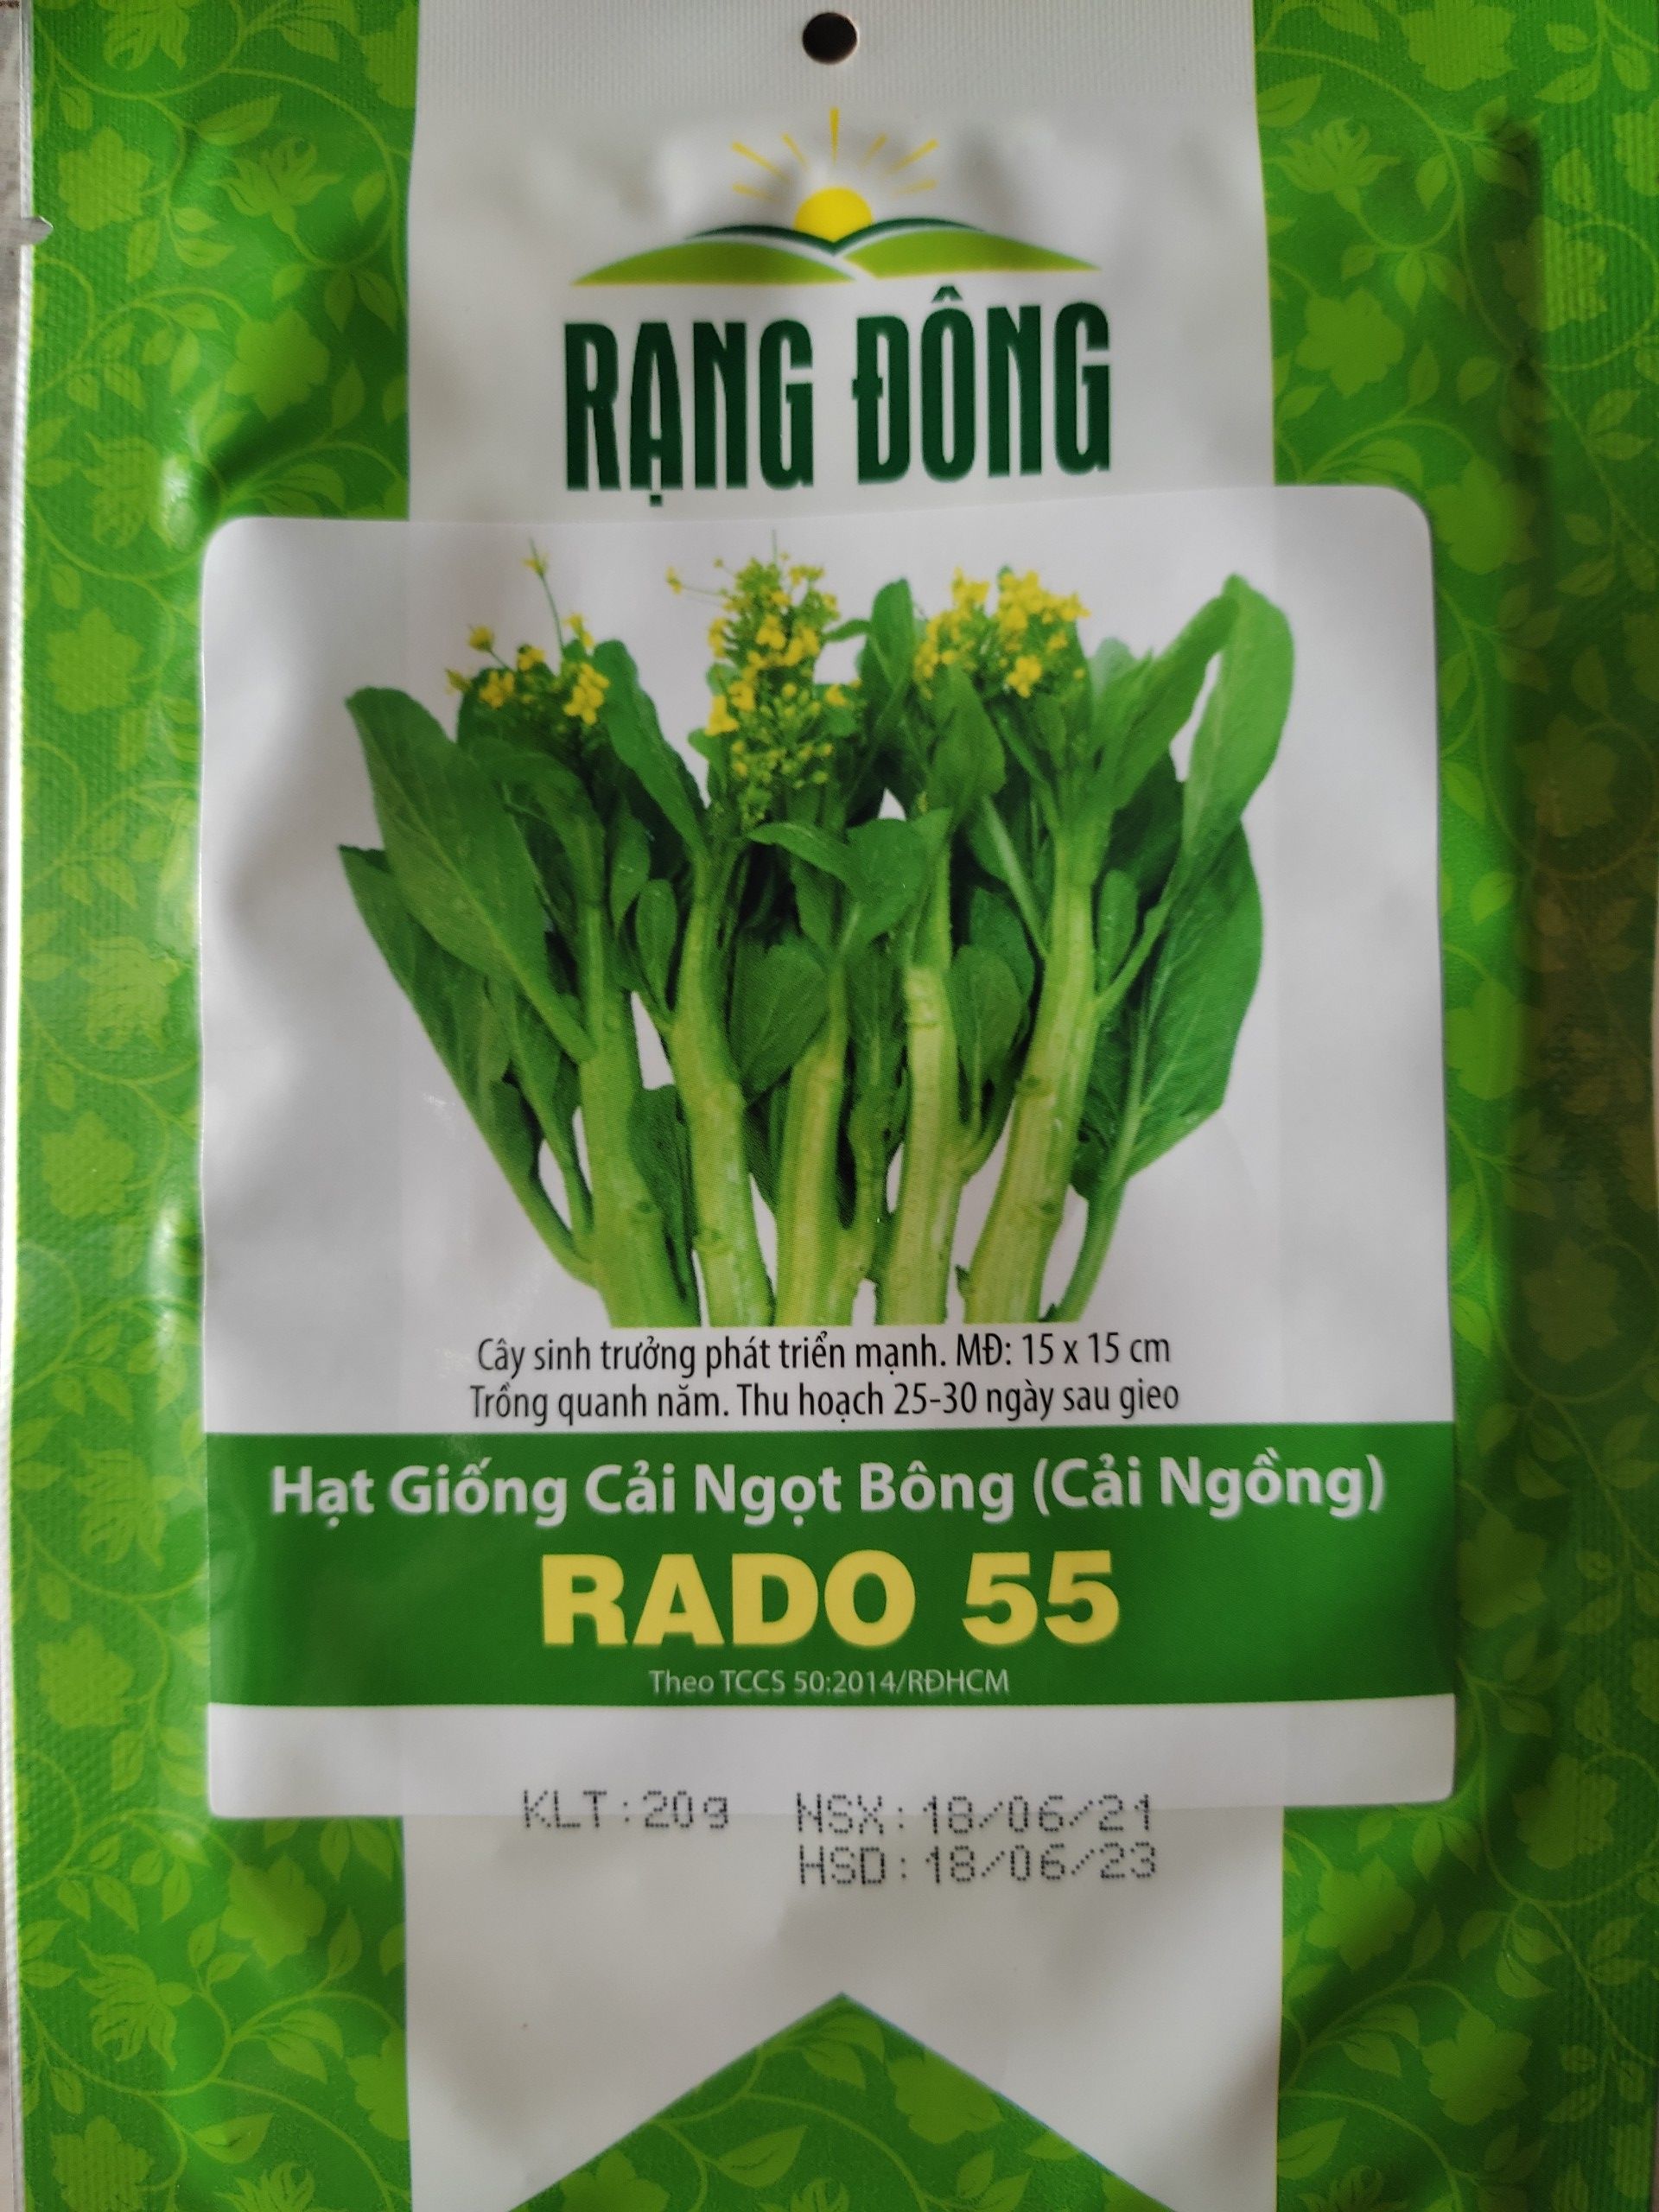 RẠNG ĐÔNG
Cây sinh trưởng phát triển mạnh. MĐ: 15 x 15 cm
Trồng quanh năm. Thu hoạch 25-30 ngày sau gieo
Hạt Giống Cải Ngọt Bông (Cải Ngồng)
RADO 55
Theo TCCS 50:2014/RĐHCM
KLT:20g NSX:18/06/21
HSD:18/06/23